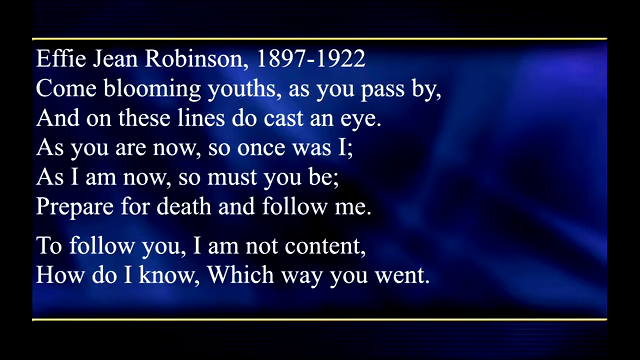 Effie Jean Robinson, 1897-1922
Come blooming youths, as you pass by,
And on these lines do cast an eye.
As you are now, so once was I;
As I am now, so must you be;
Prepare for death and follow me.
To follow you, I am not content,
How do I know, Which way you went.